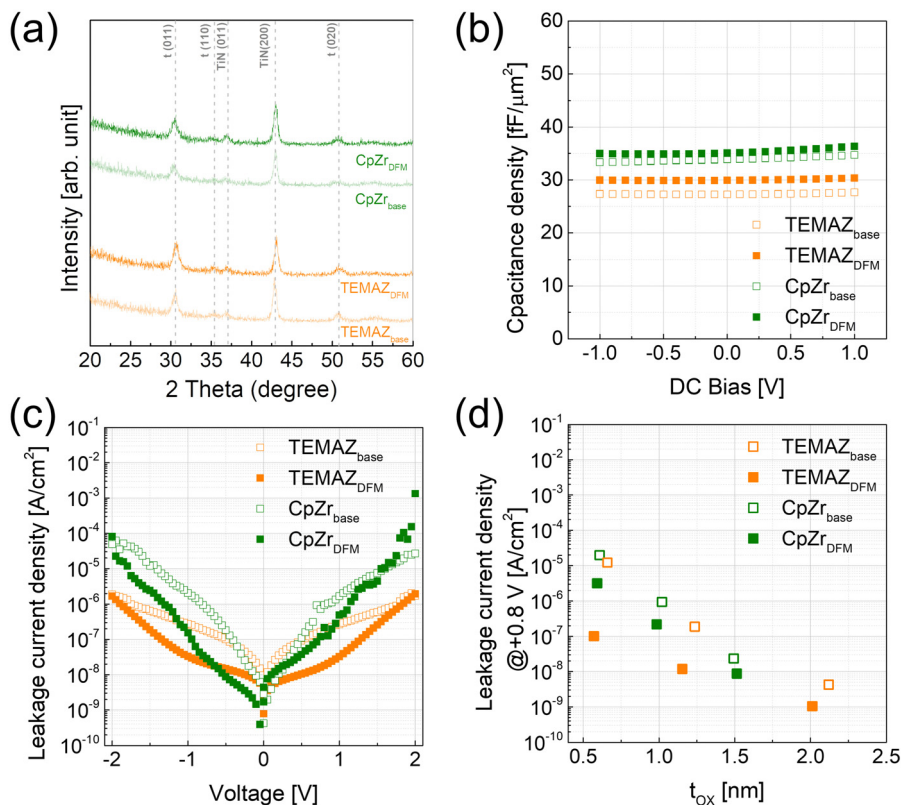 (a)
t (011)
t (110)
TiN (011)
TiN(200)
t (020)
Intensity [arb. unit]
CpZrDFM
CpZrbase
TEMAZDFM
TEMAZbase
20 25 30 35 40 45 50 55 60
2 Theta (degree)
(b)
Cpacitance density [fF/μm2]
60
50
40
30
20
10
0
TEMAZbase
TEMAZDFM
CpZrbase
CpZrDFM
-1.0 -0.5 0.0 0.5 1.0
DC Bias [V]
(c)
Leakage current density [A/cm2]
10-1
10-2
10-3
10-4
10-5
10-6
10-7
10-8
10-9
10-10
TEMAZbase
TEMAZDFM
CpZrbase
CpZrDFM
-2 -1 0 1 2
Voltage [V]
(d)
Leakage current density
@+0.8 V [A/cm2]
10-1
10-2
10-3
10-4
10-5
10-6
10-7
10-8
10-9
10-10
TEMAZbase
TEMAZDFM
CpZrbase
CpZrDFM
0.5 1.0 1.5 2.0 2.5
tOX [nm]